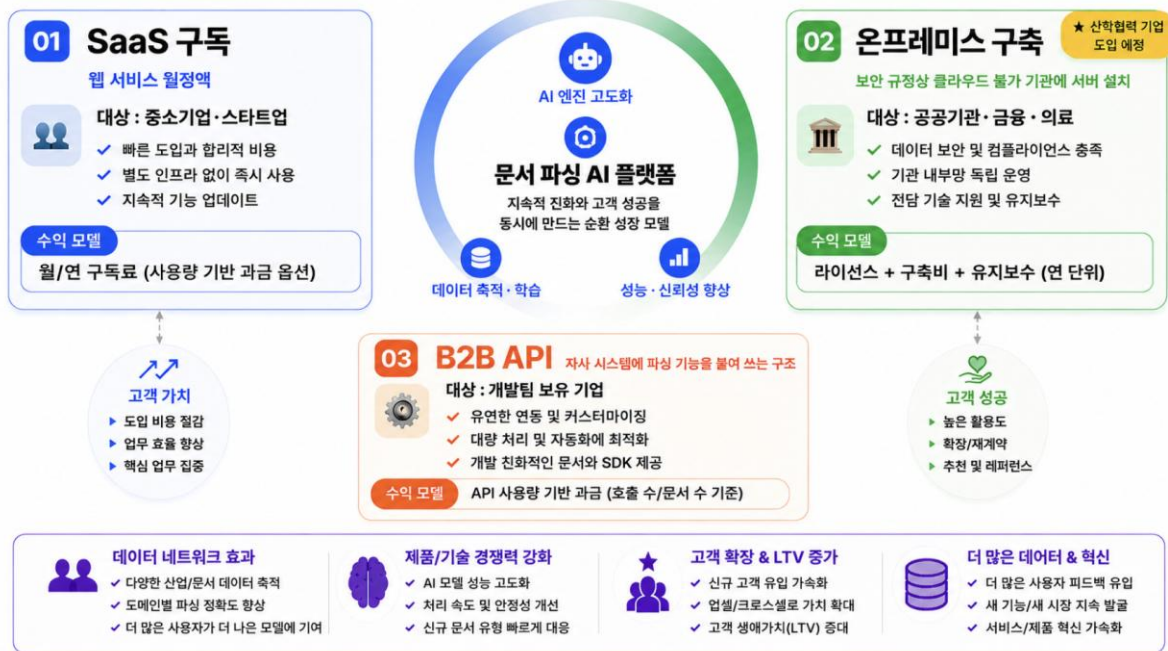 01 SaaS 구독
웹 서비스 월정액
대상 : 중소기업·스타트업
빠른 도입과 합리적 비용
별도 인프라 없이 즉시 사용
지속적 기능 업데이트
수익 모델
월/연 구독료 (사용량 기반 과금 옵션)
AI 엔진 고도화
문서 파싱 AI 플랫폼
지속적 진화와 고객 성공을
동시에 만드는 순환 성장 모델
데이터 축적·학습
성능·신뢰성 향상
02 온프레미스 구축
★ 산학협력 기업
도입 예정
보안 규정상 클라우드 불가 기관에 서버 설치
대상 : 공공기관·금융·의료
데이터 보안 및 컴플라이언스 충족
기관 내부망 독립 운영
전담 기술 지원 및 유지보수
수익 모델
라이선스 + 구축비 + 유지보수 (연 단위)
고객 가치
도입 비용 절감
업무 효율 향상
핵심 업무 집중
03 B2B API 자사 시스템에 파싱 기능을 붙여 쓰는 구조
대상 : 개발팀 보유 기업
유연한 연동 및 커스터마이징
대량 처리 및 자동화에 최적화
개발 친화적인 문서와 SDK 제공
수익 모델 API 사용량 기반 과금 (호출 수/문서 수 기준)
고객 성공
높은 활용도
확장/재계약
추천 및 레퍼런스
데이터 네트워크 효과
다양한 산업/문서 데이터 축적
도메인별 파싱 정확도 향상
더 많은 사용자가 더 나은 모델에 기여
제품/기술 경쟁력 강화
AI 모델 성능 고도화
처리 속도 및 안정성 개선
신규 문서 유형 빠르게 대응
고객 확장 & LTV 증가
신규 고객 유입 가속화
업셀/크로스셀로 가치 확대
고객 생애가치(LTV) 증대
더 많은 데어터 & 혁신
더 많은 사용자 피드백 유입
새 기능/새 시장 지속 발굴
서비스/제품 혁신 가속화